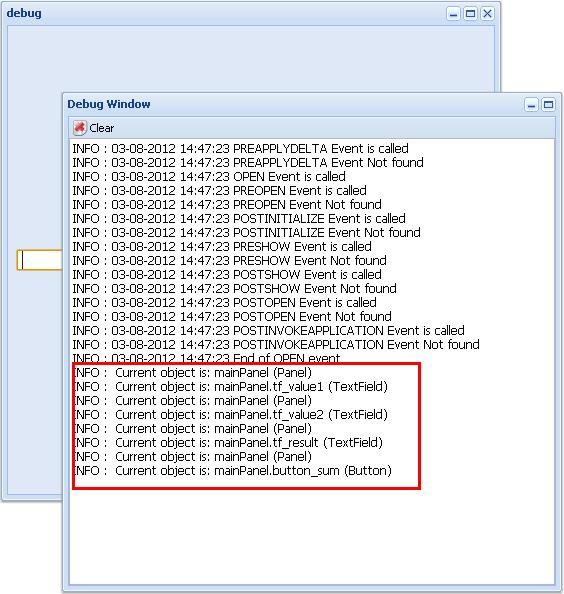 debug
Debug Window
Clear
INFO : 03-08-2012 14:47:23 PREAPPLYDELTA Event is called
INFO : 03-08-2012 14:47:23 PREAPPLYDELTA Event Not found
INFO : 03-08-2012 14:47:23 OPEN Event is called
INFO : 03-08-2012 14:47:23 PREOPEN Event is called
INFO : 03-08-2012 14:47:23 PREOPEN Event Not found
INFO : 03-08-2012 14:47:23 POSTINITIALIZE Event is called
INFO : 03-08-2012 14:47:23 POSTINITIALIZE Event Not found
INFO : 03-08-2012 14:47:23 PRESHOW Event is called
INFO : 03-08-2012 14:47:23 PRESHOW Event Not found
INFO : 03-08-2012 14:47:23 POSTSHOW Event is called
INFO : 03-08-2012 14:47:23 POSTSHOW Event Not found
INFO : 03-08-2012 14:47:23 POSTOPEN Event is called
INFO : 03-08-2012 14:47:23 POSTOPEN Event Not found
INFO : 03-08-2012 14:47:23 POSTINVOKEAPPLICATION Event is called
INFO : 03-08-2012 14:47:23 POSTINVOKEAPPLICATION Event Not found
INFO : 03-08-2012 14:47:23 End of OPEN event
INFO : Current object is: mainPanel (Panel)
INFO : Current object is: mainPanel.tf_value1 (TextField)
INFO : Current object is: mainPanel (Panel)
INFO : Current object is: mainPanel.tf_value2 (TextField)
INFO : Current object is: mainPanel (Panel)
INFO : Current object is: mainPanel.tf_result (TextField)
INFO : Current object is: mainPanel (Panel)
INFO : Current object is: mainPanel.button_sum (Button)